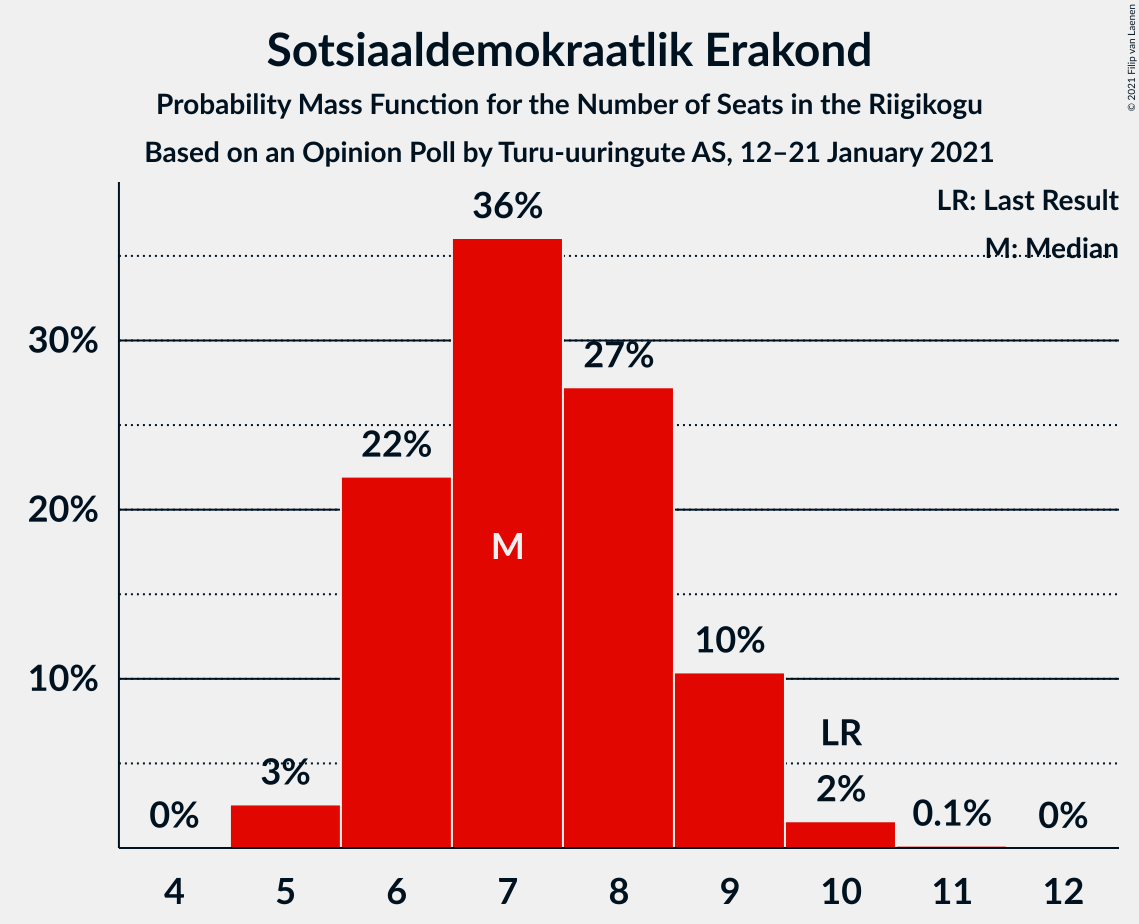 Sotsiaaldemokraatlik Erakond
Probability Mass Function for the Number of Seats in the Riigikogu
Based on an Opinion Poll by Turu-uuringute AS, 12–21 January 2021
© 2021 Filip van Laenen
LR: Last Result
M: Median
36%
30%
27%
22%
20%
M
10%
10%
LR
3%
2%
0%
0.1%
0%
4 5 6 7 8 9 10 11 12